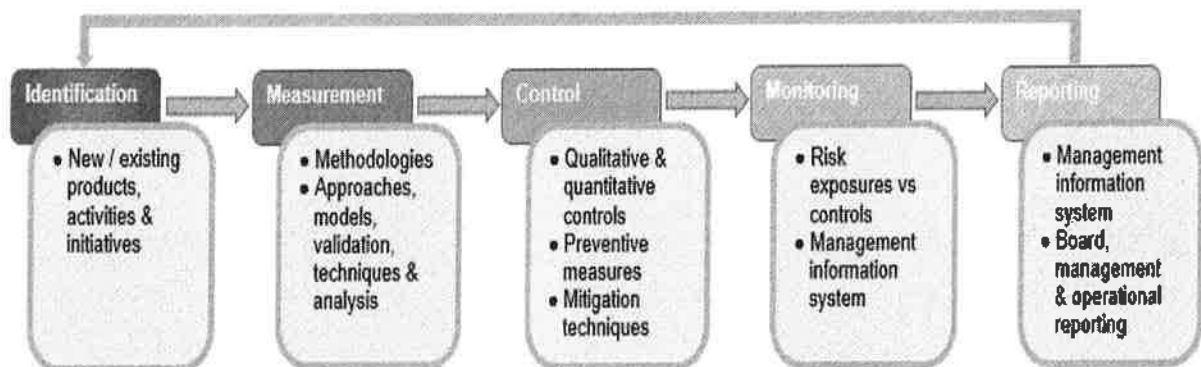 Identification
• New / existing
products,
activities &
initiatives
Measurement
• Methodologies
• Approaches,
models,
validation,
techniques &
analysis
Control
• Qualitative &
quantitative
controls
• Preventive
measures
• Mitigation
techniques
Monitoring
• Risk
exposures vs
controls
• Management
information
system
Reporting
• Management
information
system
• Board,
management
& operational
reporting